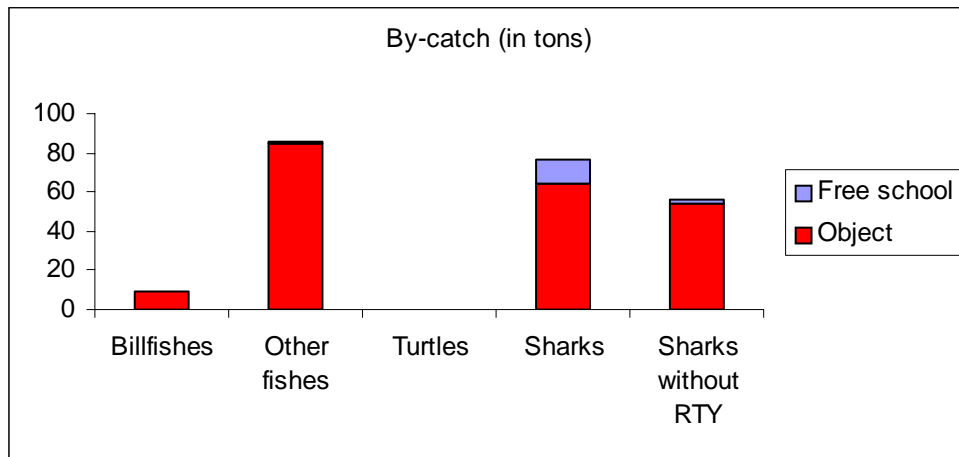 By-catch (in tons)
100
80
60
40
20
0
Billfishes
Other
fishes
Turtles
Sharks
Sharks
without
RTY
Free school
Object